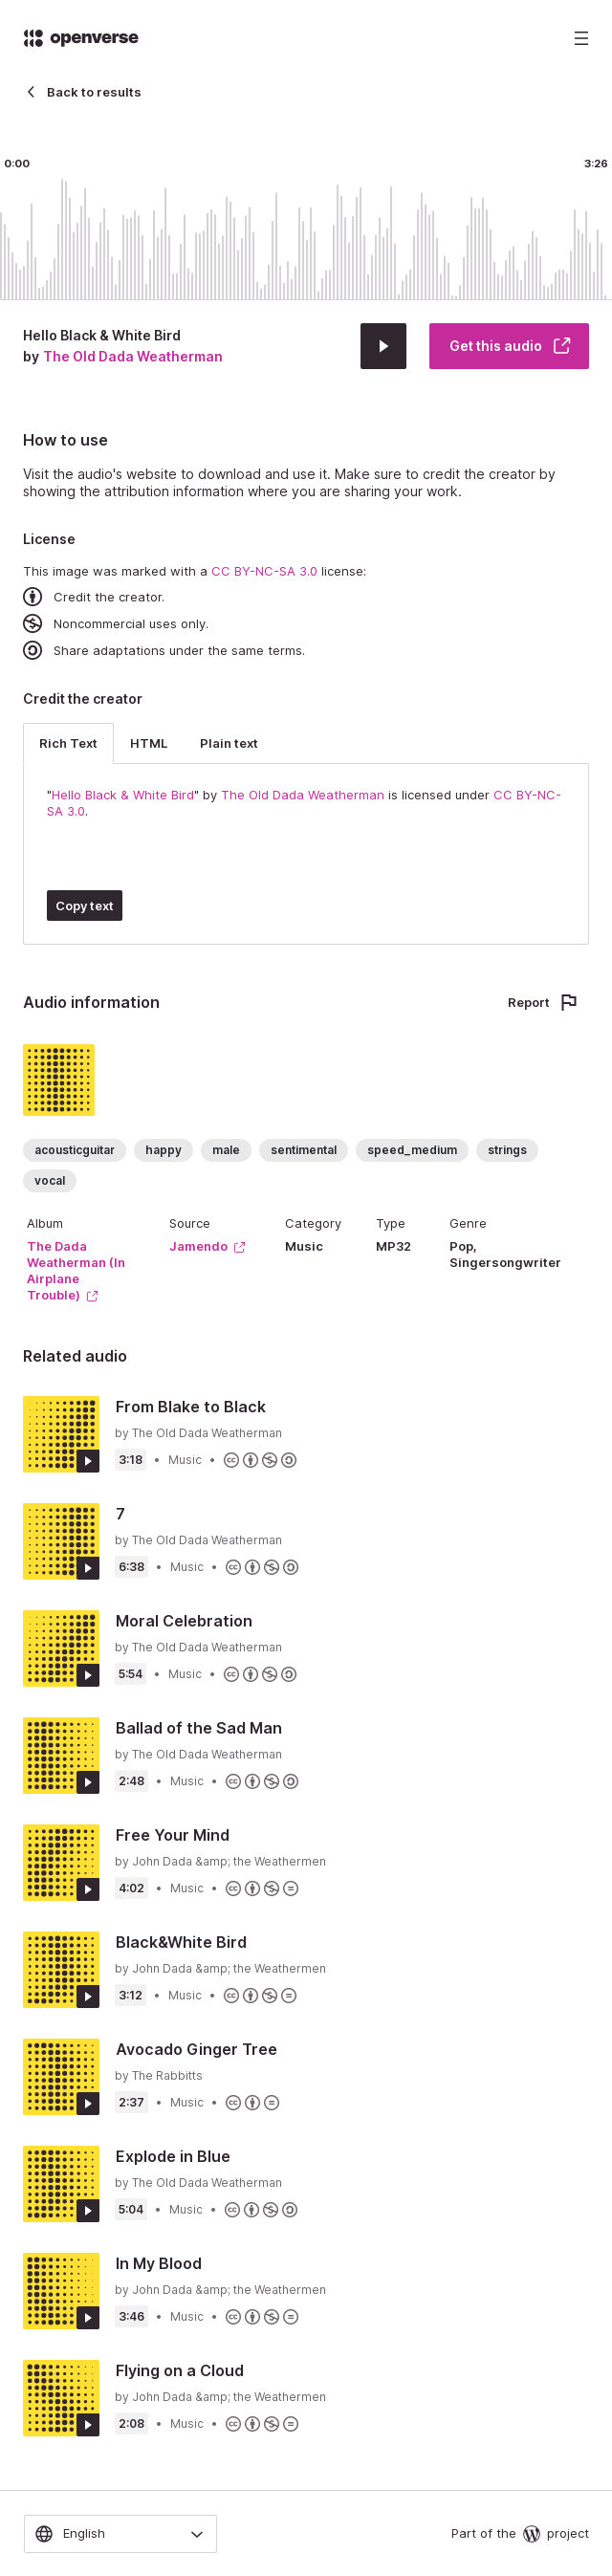 openverse
Back to results
0:00
3:26
Hello Black & White Bird
by The Old Dada Weatherman
Get this audio
How to use
Visit the audio's website to download and use it. Make sure to credit the creator by
showing the attribution information where you are sharing your work.
License
This image was marked with a CC BY-NC-SA 3.0 license:
Credit the creator.
Noncommercial uses only.
Share adaptations under the same terms.
Credit the creator
Rich Text HTML Plain text
"Hello Black & White Bird" by The Old Dada Weatherman is licensed under CC BY-NC-
SA 3.0.
Copy text
Audio information
Report
acousticguitar happy male sentimental speed_medium strings
vocal
Album
The Dada
Weatherman (In
Airplane
Trouble)
Source
Jamendo
Category
Music
Type
MP32
Genre
Pop,
Singersongwriter
Related audio
From Blake to Black
by The Old Dada Weatherman
3:18 • Music •
7
by The Old Dada Weatherman
6:38 • Music •
Moral Celebration
by The Old Dada Weatherman
5:54 • Music •
Ballad of the Sad Man
by The Old Dada Weatherman
2:48 • Music •
Free Your Mind
by John Dada &amp; the Weathermen
4:02 • Music •
Black&White Bird
by John Dada &amp; the Weathermen
3:12 • Music •
Avocado Ginger Tree
by The Rabbitts
2:37 • Music •
Explode in Blue
by The Old Dada Weatherman
5:04 • Music •
In My Blood
by John Dada &amp; the Weathermen
3:46 • Music •
Flying on a Cloud
by John Dada &amp; the Weathermen
2:08 • Music •
English
Part of the project